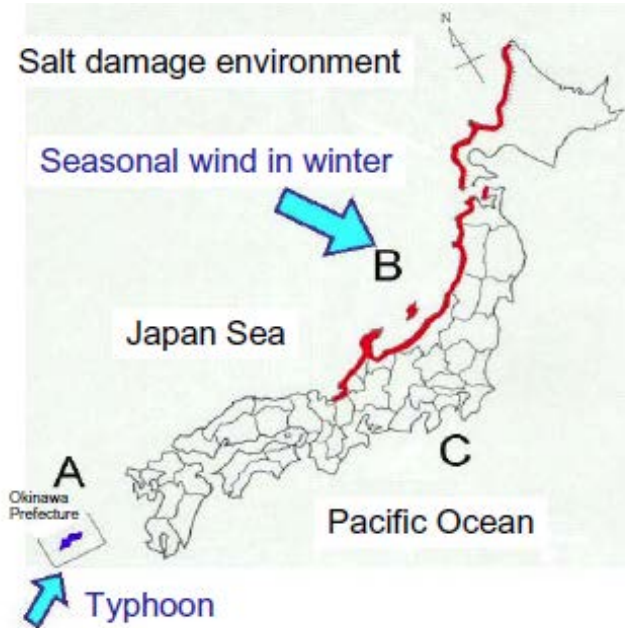 N
Salt damage environment
Seasonal wind in winter
B
Japan Sea
C
A
Okinawa
Prefecture
Pacific Ocean
Typhoon